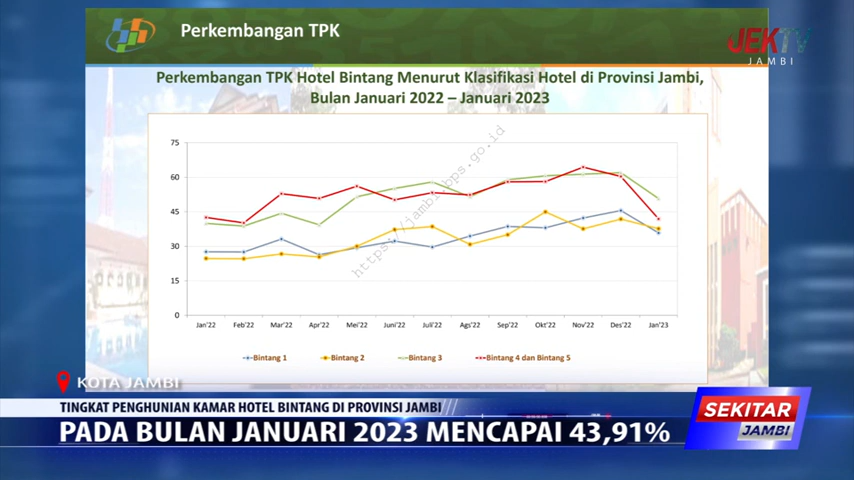 Perkembangan TPK
JEKTV
JAMBI
Perkembangan TPK Hotel Bintang Menurut Klasifikasi Hotel di Provinsi Jambi,
Bulan Januari 2022 – Januari 2023
https://jambi.bps.go.id
75
60
45
30
15
0
Jan'22 Feb'22 Mar'22 Apr'22 Mei'22 Juni'22 Juli'22 Ags'22 Sep'22 Okt'22 Nov'22 Des'22 Jan'23
Bintang 1 Bintang 2 Bintang 3 Bintang 4 dan Bintang 5
KOTA JAMBI
TINGKAT PENGHUNIAN KAMAR HOTEL BINTANG DI PROVINSI JAMBI
PADA BULAN JANUARI 2023 MENCAPAI 43,91%
SEKITAR
JAMBI